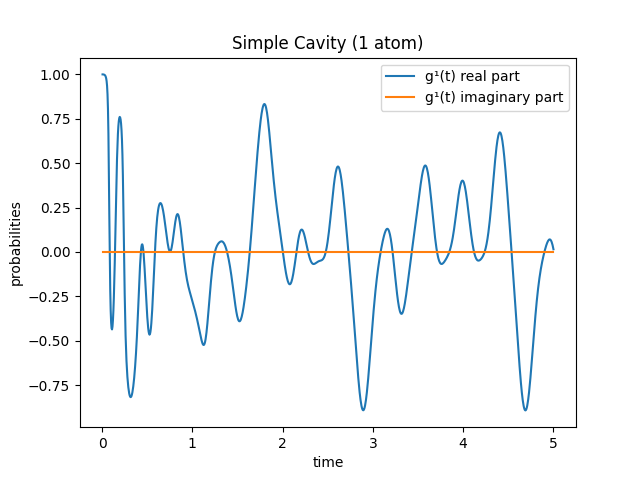 Simple Cavity (1 atom)
g¹(t) real part
g¹(t) imaginary part
probabilities
1.00
0.75
0.50
0.25
0.00
−0.25
−0.50
−0.75
0 1 2 3 4 5
time